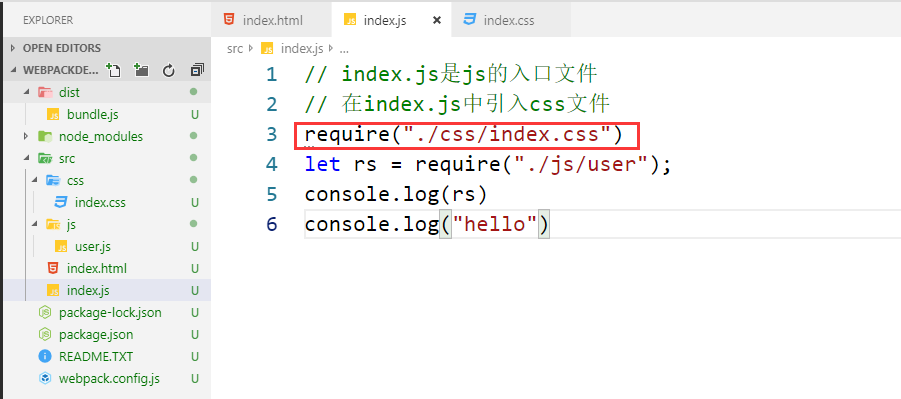 EXPLORER
OPEN EDITORS
WEBPACKDE...
dist
bundle.js U
node_modules
src
css
index.css U
js
user.js U
index.html U
index.js U
package-lock.json U
package.json U
README.TXT U
webpack.config.js U
index.html
JS index.js ×
index.css
src › JS index.js › ...
1 // index.js是js的入口文件
2 // 在index.js中引入css文件
3 require("./css/index.css")
4 let rs = require("./js/user");
5 console.log(rs)
6 console.log("hello")